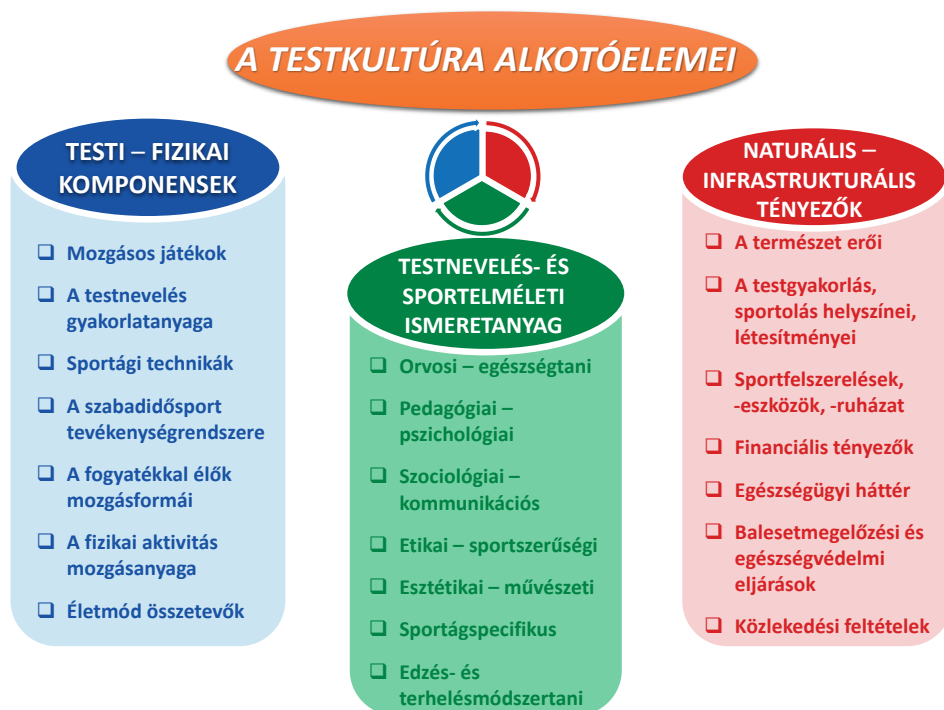 A TESTKULTÚRA ALKOTÓELEMEI
TESTI – FIZIKAI
KOMPONENSEK
❑ Mozgásos játékok
❑ A testnevelés
gyakorlatanyaga
❑ Sportági technikák
❑ A szabadidősport
tevékenységrendszere
❑ A fogyatékkal élők
mozgásformái
❑ A fizikai aktivitás
mozgásanyaga
❑ Életmód összetevők
TESTNEVELÉS- ÉS
SPORTELMÉLETI
ISMERETANYAG
❑ Orvosi – egészségtani
❑ Pedagógiai –
pszichológiai
❑ Szociológiai –
kommunikációs
❑ Etikai – sportszerűségi
❑ Esztétikai – művészeti
❑ Sportágspecifikus
❑ Edzés- és
terhelésmódszertani
NATURÁLIS –
INFRASTRUKTURÁLIS
TÉNYEZŐK
❑ A természet erői
❑ A testgyakorlás,
sportolás helyszínei,
létesítményei
❑ Sportfelszerelések,
-eszközök, -ruházat
❑ Financiális tényezők
❑ Egészségügyi háttér
❑ Balesetmegelőzési és
egészségvédelmi
eljárások
❑ Közlekedési feltételek